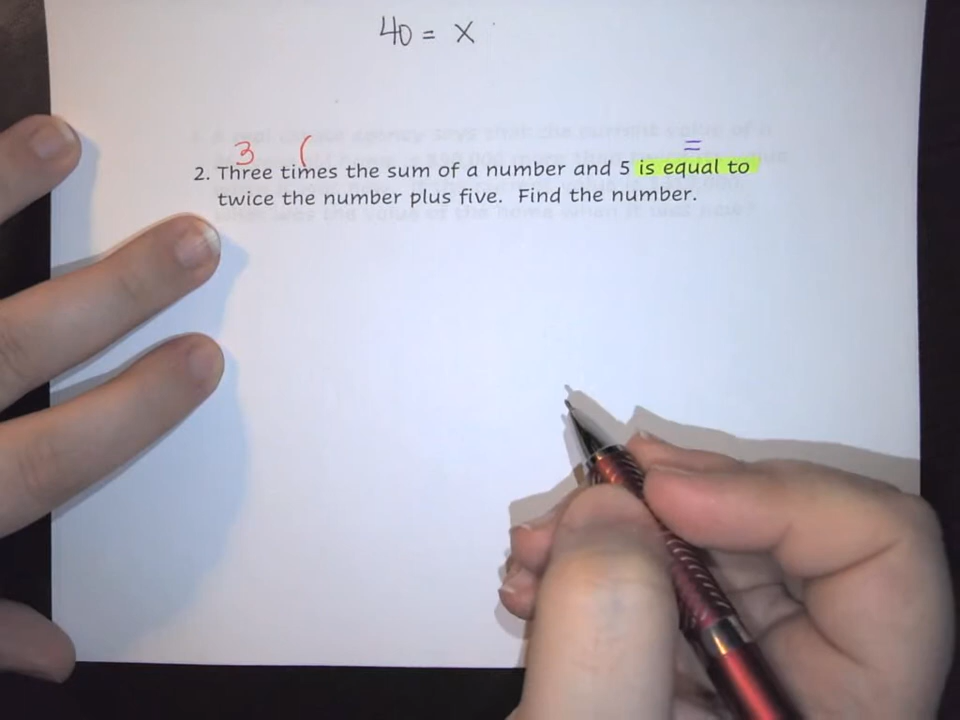 40 = x
3 ( =
2. Three times the sum of a number and 5 is equal to
twice the number plus five. Find the number.